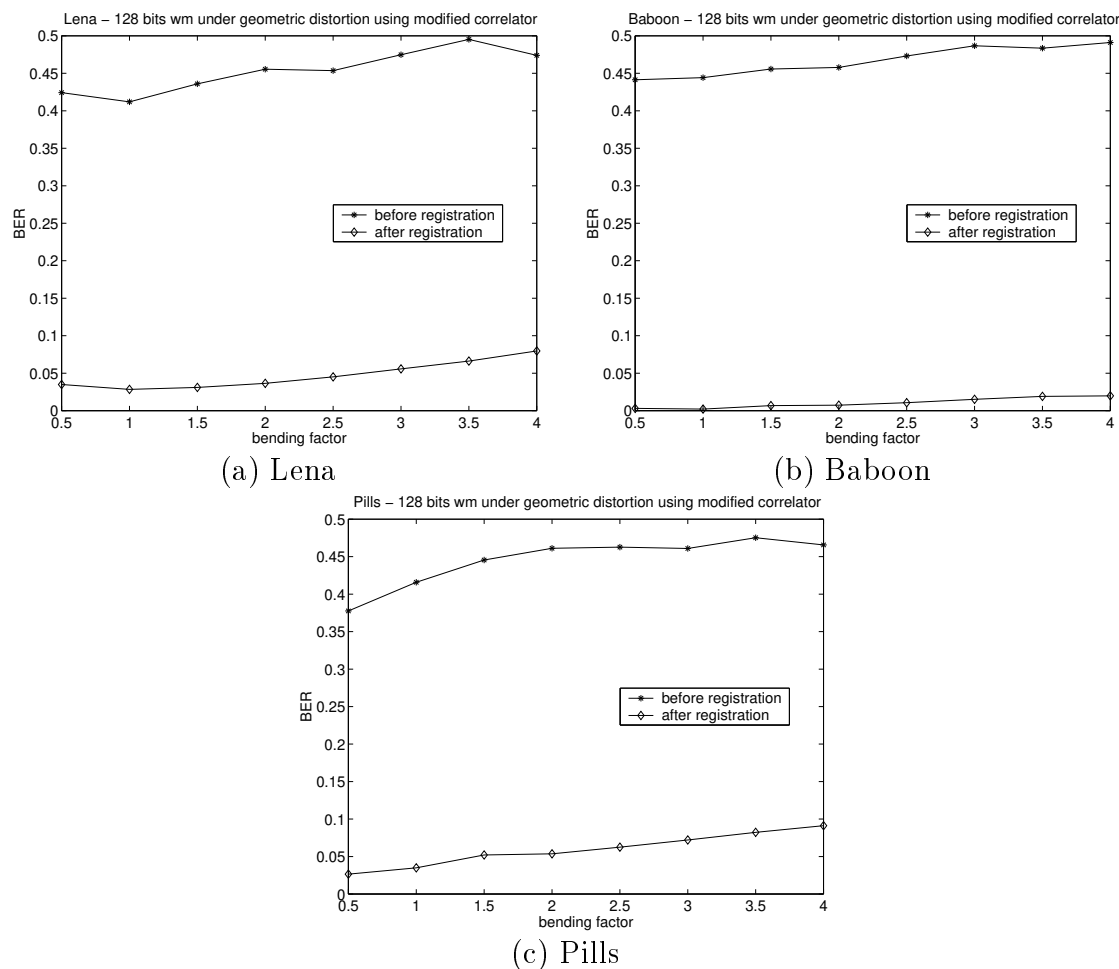 Lena − 128 bits wm under geometric distortion using modified correlator
0.5
0.45
0.4
0.35
0.3
0.25
0.2
0.15
0.1
0.05
0
BER
before registration
after registration
0.5 1 1.5 2 2.5 3 3.5 4
bending factor
(a) Lena
Baboon − 128 bits wm under geometric distortion using modified correlator
0.5
0.45
0.4
0.35
0.3
0.25
0.2
0.15
0.1
0.05
0
BER
before registration
after registration
0.5 1 1.5 2 2.5 3 3.5 4
bending factor
(b) Baboon
Pills − 128 bits wm under geometric distortion using modified correlator
0.5
0.45
0.4
0.35
0.3
0.25
0.2
0.15
0.1
0.05
0
BER
before registration
after registration
0.5 1 1.5 2 2.5 3 3.5 4
bending factor
(c) Pills